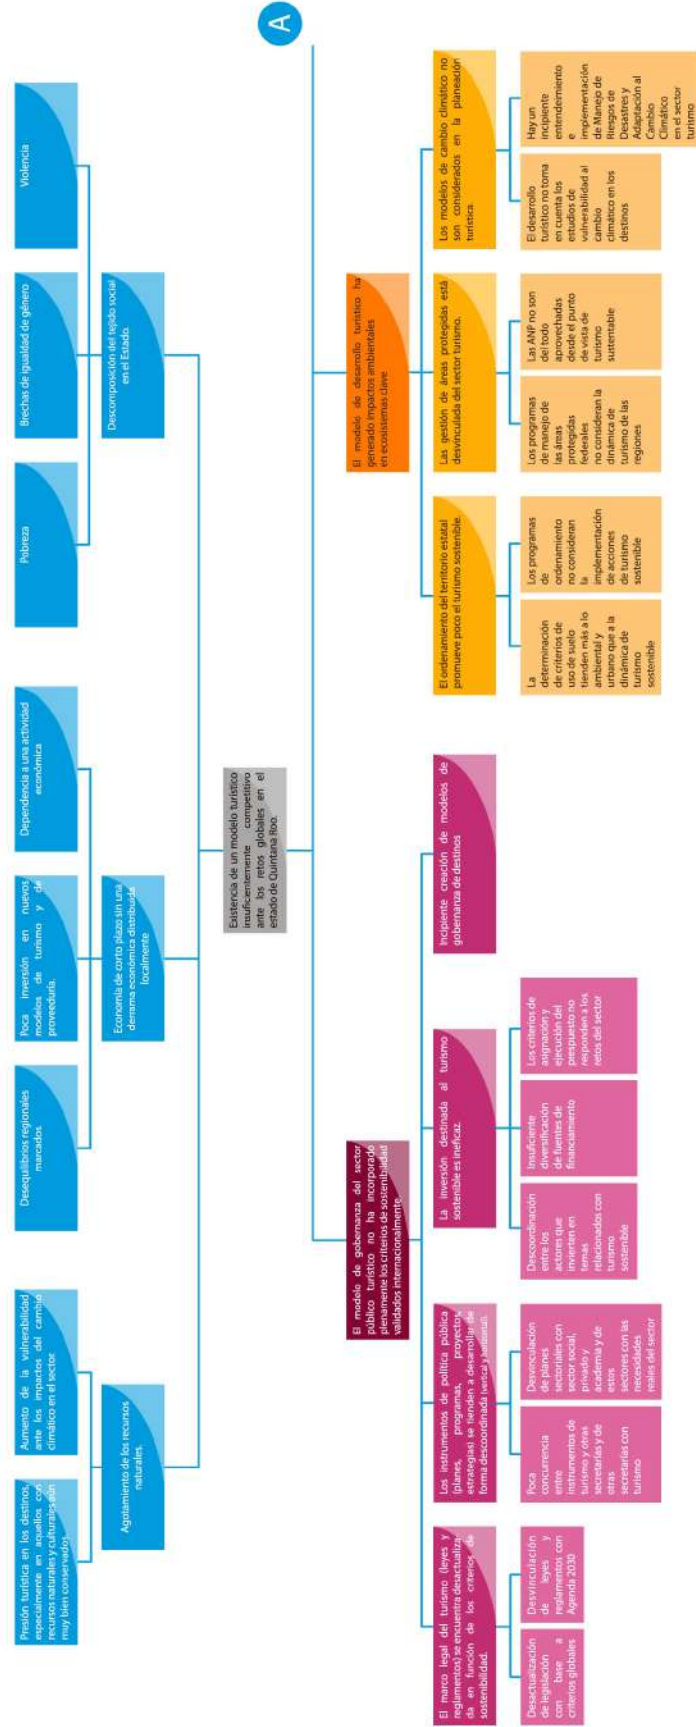 Presión turística en los destinos,
especialmente en aquellos con
recursos naturales y culturales aún
muy bien conservados.
Aumento de la vulnerabilidad
ante los impactos del cambio
climático en el sector
Desequilibrios regionales
marcados
Poca inversión en nuevos
modelos de turismo y de
proveeduría.
Dependencia a una actividad
económica
Pobreza
Brechas de igualdad de género
Violencia
Agotamiento de los recursos
naturales.
Economía de corto plazo sin una
derrama económica distribuida
localmente
Descomposición del tejido social
en el Estado.
Existencia de un modelo turístico
insuficientemente competitivo
ante los retos globales en el
estado de Quintana Roo.
A
El modelo de gobernanza del sector
público turístico no ha incorporado
plenamente los criterios de sostenibilidad
validados internacionalmente
El modelo de desarrollo turístico ha
generado impactos ambientales
en ecosistemas clave
El marco legal del turismo (leyes y
reglamentos) se encuentra desactualiza-
da en función de los criterios de
sostenibilidad.
Los instrumentos de política pública
(planes, programas, proyectos,
estrategias) se tienden a desarrollar de
forma descoordinada (vertical y horizontal).
La inversión destinada al turismo
sostenible es ineficaz.
Incipiente creación de modelos de
gobernanza de destinos
El ordenamiento del territorio estatal
promueve poco el turismo sostenible.
Las gestión de áreas protegidas está
desvinculada del sector turismo.
Los modelos de cambio climático no
son considerados en la planeación
turística.
Desactualización
de legislación
con base a
criterios globales
Desvinculación
de leyes y
reglamentos con
Agenda 2030
Poca
concurrencia
entre
instrumentos de
turismo y otras
secretarías y de
otras
secretarías con
turismo
Desvinculación
de planes
sectoriales con
sector social,
privado y
academia y de
estos
sectores con las
necesidades
reales del sector
Descoordinación
entre los
actores que
invierten en
temas
relacionados con
turismo
sostenible
Insuficiente
diversificación
de fuentes de
financiamiento
Los criterios de
asignación y
ejecución del
prespuesto no
responden a los
retos del sector
La
determinación
de criterios de
uso de suelo
tienden más a lo
ambiental y
urbano que a la
dinámica de
turismo
sostenible
Los programas
de
ordenamiento
no consideran
la
implementación
de acciones
de turismo
sostenible
Los programas
de manejo de
las áreas
protegidas
federales
no consideran la
dinámica de
turismo de las
regiones
Las ANP no son
del todo
aprovechadas
desde el punto
de vista de
turismo
sustentable
El desarrollo
turístico no toma
en cuenta los
estudios de
vulnerabilidad al
cambio
climático en los
destinos
Hay un
incipiente
entendimiento
e
implementación
de Manejo de
Riesgos de
Desastres y
Adaptación al
Cambio
Climático
en el sector
turismo